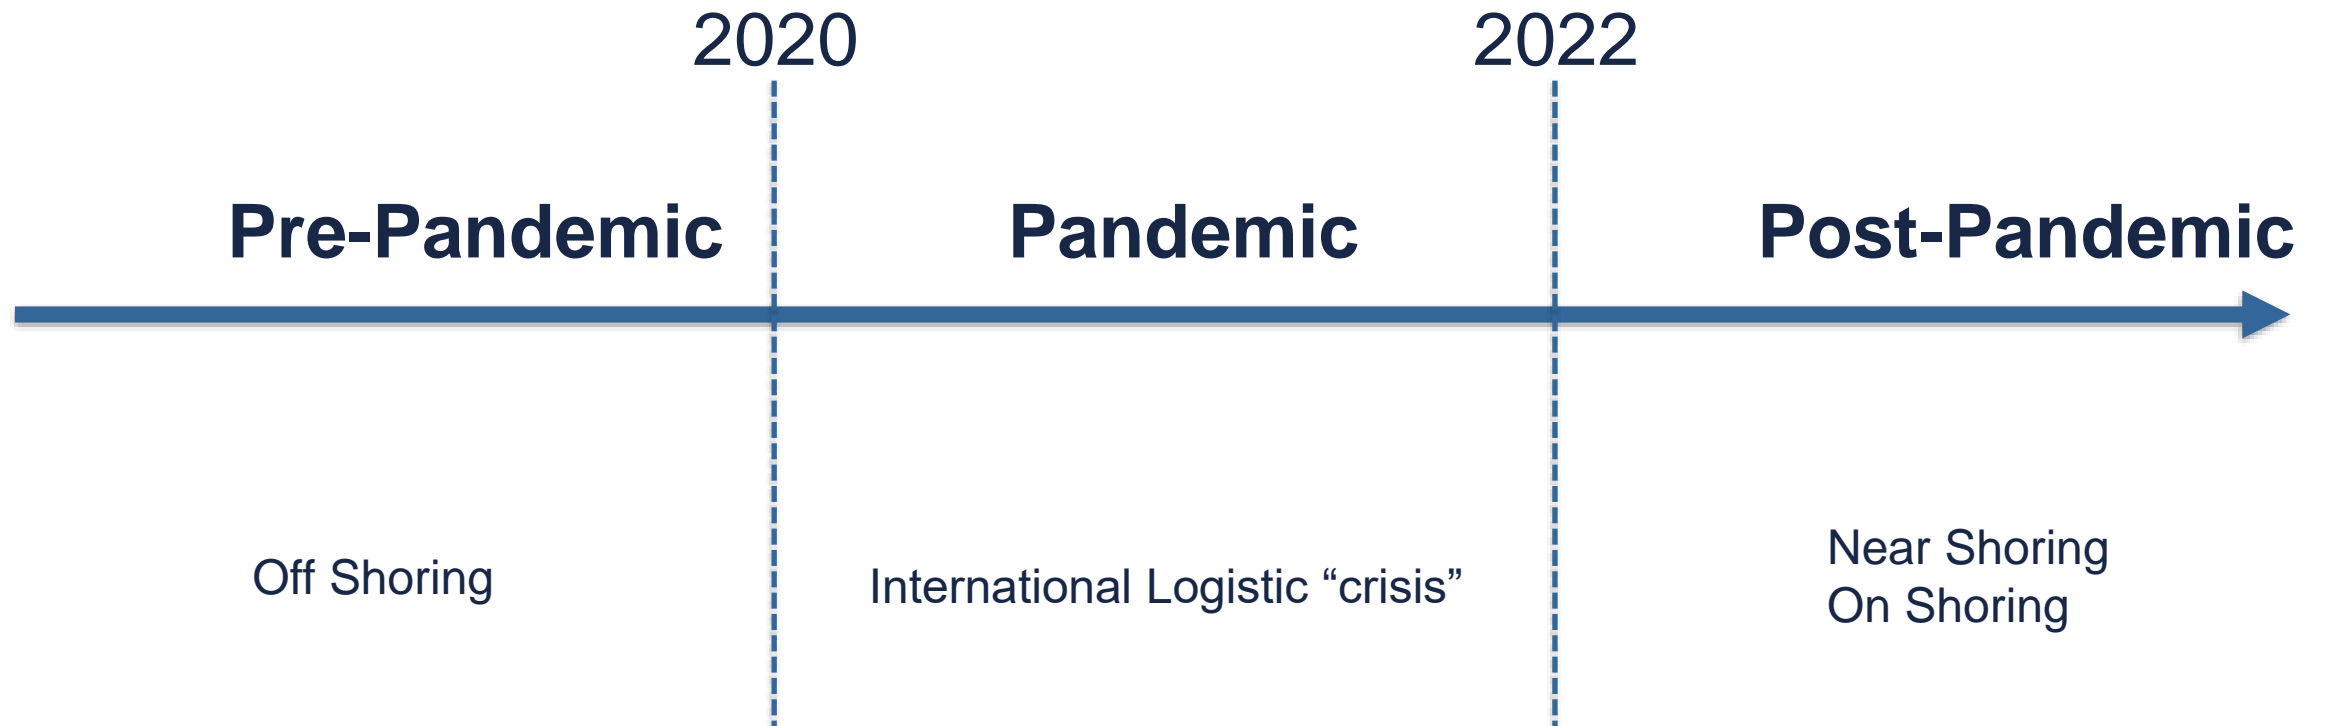 2020
2022
Pre-Pandemic
Pandemic
Post-Pandemic
Off Shoring
International Logistic “crisis”
Near Shoring
On Shoring